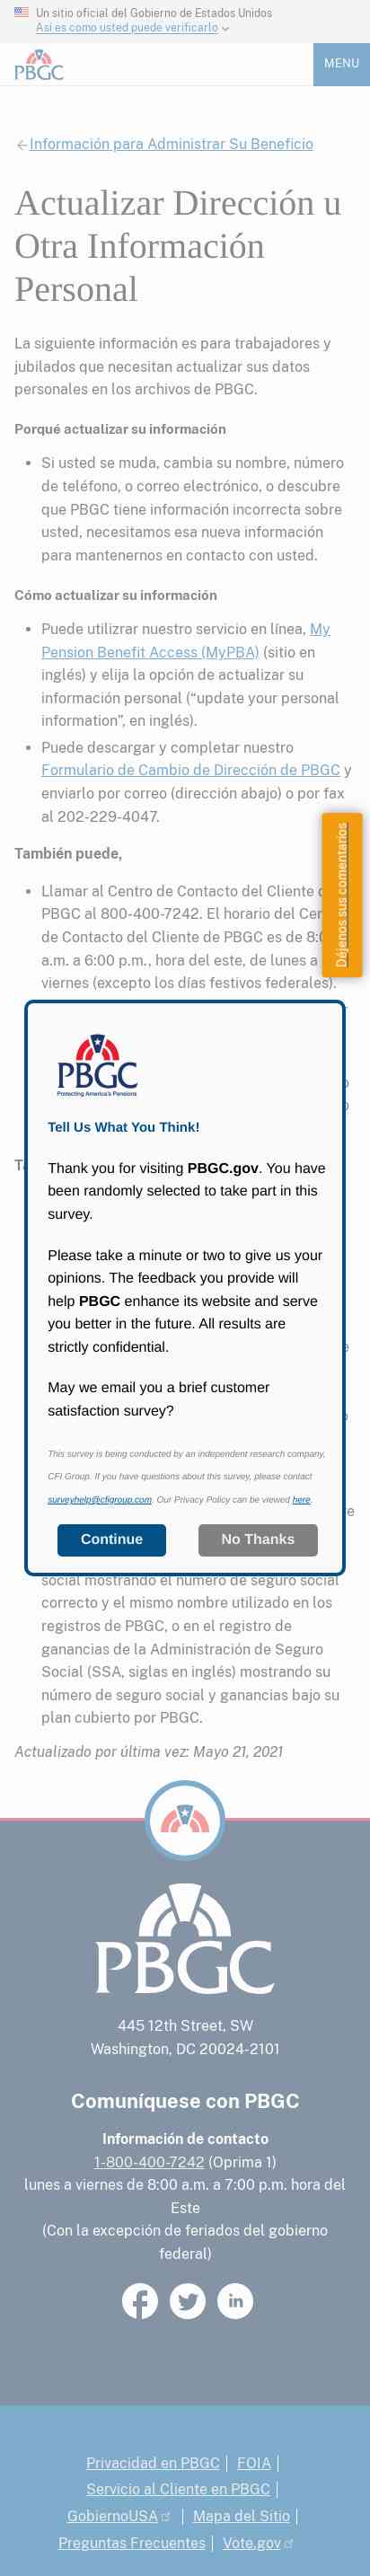 Un sitio oficial del Gobierno de Estados Unidos
Así es como usted puede verificarlo
PBGC
MENU
Información para Administrar Su Beneficio
Actualizar Dirección u
Otra Información
Personal
La siguiente información es para trabajadores y
jubilados que necesitan actualizar sus datos
personales en los archivos de PBGC.
Porqué actualizar su información
• Si usted se muda, cambia su nombre, número
de teléfono, o correo electrónico, o descubre
que PBGC tiene información incorrecta sobre
usted, necesitamos esa nueva información
para mantenernos en contacto con usted.
Cómo actualizar su información
• Puede utilizrar nuestro servicio en línea, My
Pension Benefit Access (MyPBA) (sitio en
inglés) y elija la opción de actualizar su
información personal (“update your personal
information”, en inglés).
• Puede descargar y completar nuestro
Formulario de Cambio de Dirección de PBGC y
enviarlo por correo (dirección abajo) o por fax
al 202-229-4047.
Déjenos sus comentarios
También puede,
• Llamar al Centro de Contacto del Cliente
PBGC al 800-400-7242. El horario del
de Contacto del Cliente de PBGC es de
a.m. a 6:00 p.m., hora del este, de lunes a
viernes (excepto los días festivos federales).
PBGC
Protecting America's Pensions
Tell Us What You Think!
Thank you for visiting PBGC.gov. You have
been randomly selected to take part in this
survey.
Please take a minute or two to give us your
opinions. The feedback you provide will
help PBGC enhance its website and serve
you better in the future. All results are
strictly confidential.
May we email you a brief customer
satisfaction survey?
This survey is being conducted by an independent research company,
CFI Group. If you have questions about this survey, please contact
surveyhelp@cfigroup.com. Our Privacy Policy can be viewed here.
Continue
No Thanks
social mostrando el número de seguro social
correcto y el mismo nombre utilizado en los
registros de PBGC, o en el registro de
ganancias de la Administración de Seguro
Social (SSA, siglas en inglés) mostrando su
número de seguro social y ganancias bajo su
plan cubierto por PBGC.
Actualizado por última vez: Mayo 21, 2021
PBGC
445 12th Street, SW
Washington, DC 20024-2101
Comuníquese con PBGC
Información de contacto
1-800-400-7242 (Oprima 1)
lunes a viernes de 8:00 a.m. a 7:00 p.m. hora del
Este
(Con la excepción de feriados del gobierno
federal)
Privacidad en PBGC | FOIA |
Servicio al Cliente en PBGC |
GobiernoUSA | Mapa del Sitio |
Preguntas Frecuentes | Vote.gov